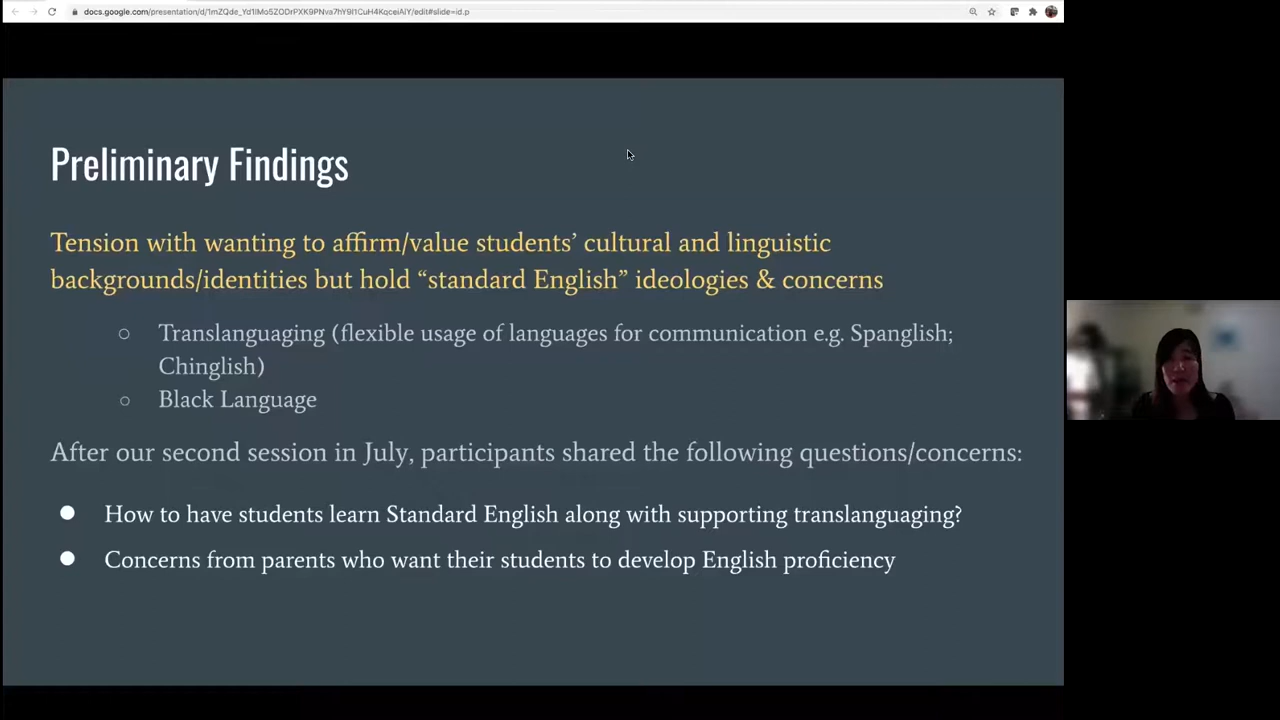 Preliminary Findings
Tension with wanting to affirm/value students’ cultural and linguistic
backgrounds/identities but hold “standard English” ideologies & concerns
○ Translanguaging (flexible usage of languages for communication e.g. Spanglish;
Chinglish)
○ Black Language
After our second session in July, participants shared the following questions/concerns:
● How to have students learn Standard English along with supporting translanguaging?
● Concerns from parents who want their students to develop English proficiency